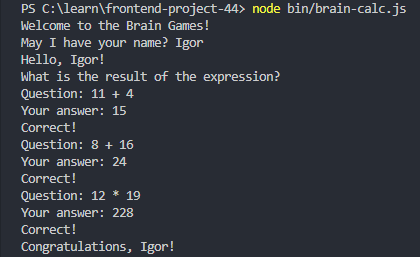 PS C:\learn\frontend-project-44> node bin/brain-calc.js
Welcome to the Brain Games!
May I have your name? Igor
Hello, Igor!
What is the result of the expression?
Question: 11 + 4
Your answer: 15
Correct!
Question: 8 + 16
Your answer: 24
Correct!
Question: 12 * 19
Your answer: 228
Correct!
Congratulations, Igor!